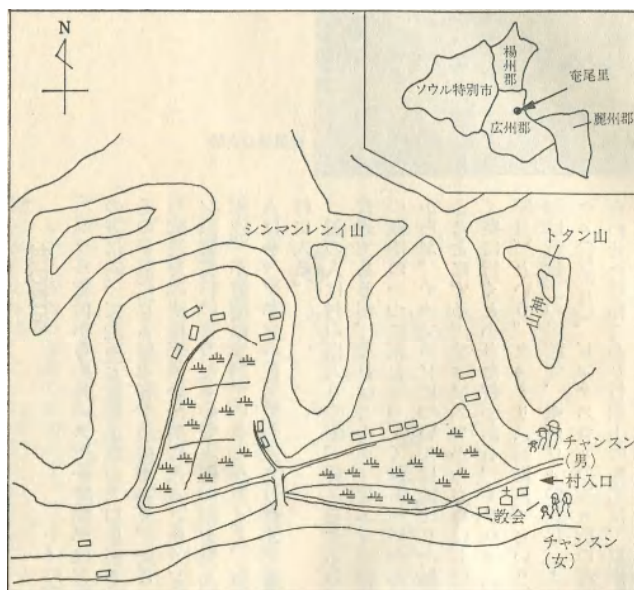 N
楊州郡
ソウル特別市
竜尾里
広州郡
麗州郡
シンマンレンイ山
トタン山
山神
チャンスン
(男)
村入口
教会
チャンスン
(女)